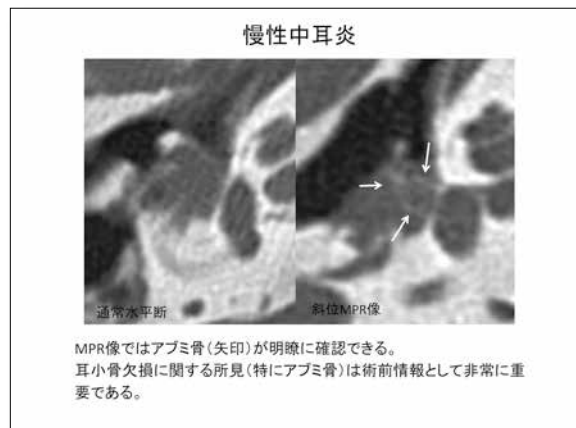 慢性中耳炎
通常水平断
斜位MPR像
MPR像ではアブミ骨(矢印)が明瞭に確認できる。
耳小骨欠損に関する所見(特にアブミ骨)は術前情報として非常に重
要である。